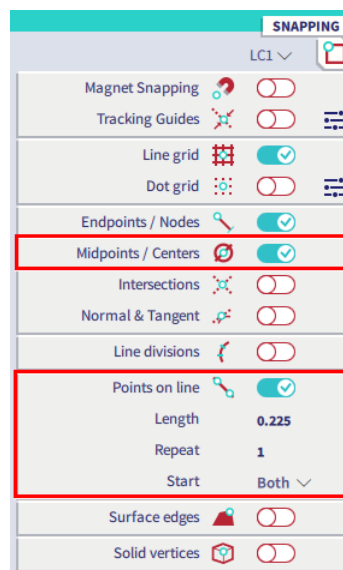 SNAPPING
LC1
Magnet Snapping
Tracking Guides
Line grid
Dot grid
Endpoints / Nodes
Midpoints / Centers
Intersections
Normal & Tangent
Line divisions
Points on line
Length 0.225
Repeat 1
Start Both
Surface edges
Solid vertices